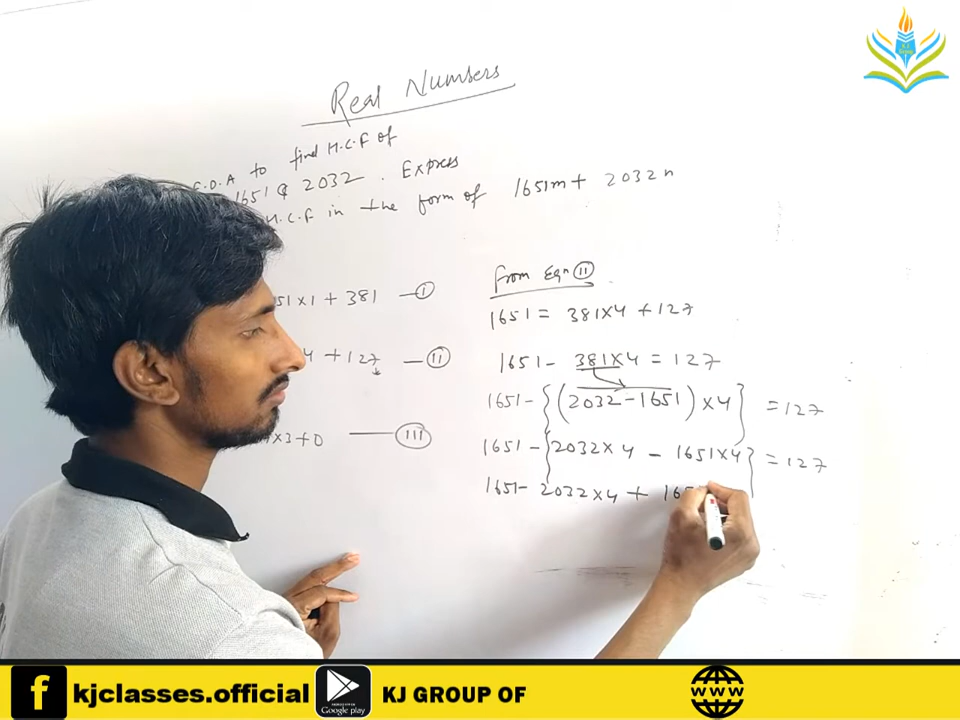 Real Numbers
E.D.A to find H.C.F of
1651 & 2032. Express
H.C.F in the form of 1651m + 2032n
51×1 + 381 — I
4 + 127 — II
×3+0 — III
from Eqn II
1651 = 381×4 + 127
1651 - 381×4 = 127
1651 - {(2032-1651)×4} = 127
1651 - {2032×4 - 1651×4} = 127
1651 - 2032×4 + 165
kjclasses.official
Google play
KJ GROUP OF
WWW